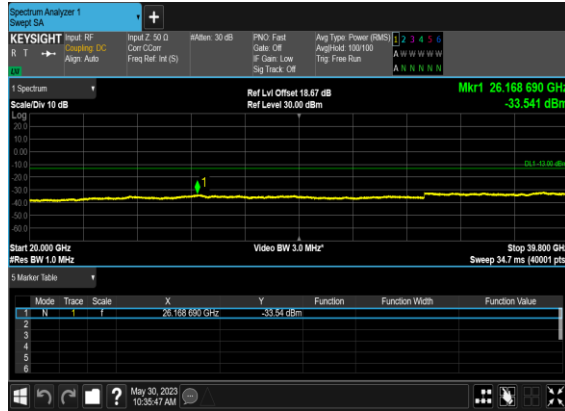 Spectrum Analyzer 1
Swept SA
+
KEYSIGHT Input: RF Input Z: 50 Ω #Atten: 30 dB PNO: Fast Avg Type: Power (RMS) 1 2 3 4 5 6
R T Coupling: DC Corr CCorr Gate: Off Avg|Hold: 100/100 A W W W W W
Align: Auto Freq Ref: Int (S) IF Gain: Low Trig: Free Run
Sig Track: Off A N N N N N
1 Spectrum
Ref Lvl Offset 18.67 dB Mkr1 26.168 690 GHz
Scale/Div 10 dB Ref Level 30.00 dBm -33.541 dBm
Log
20.0
10.0
0.00
DL1 -13.00 dBm
-10.0
-20.0
1
-30.0
-40.0
-50.0
-60.0
Start 20.000 GHz Video BW 3.0 MHz* Stop 39.800 GHz
#Res BW 1.0 MHz Sweep 34.7 ms (40001 pts)
5 Marker Table
Mode Trace Scale X Y Function Function Width Function Value
1 N 1 f 26.168 690 GHz -33.54 dBm
2
3
4
5
6
? May 30, 2023
10:35:47 AM